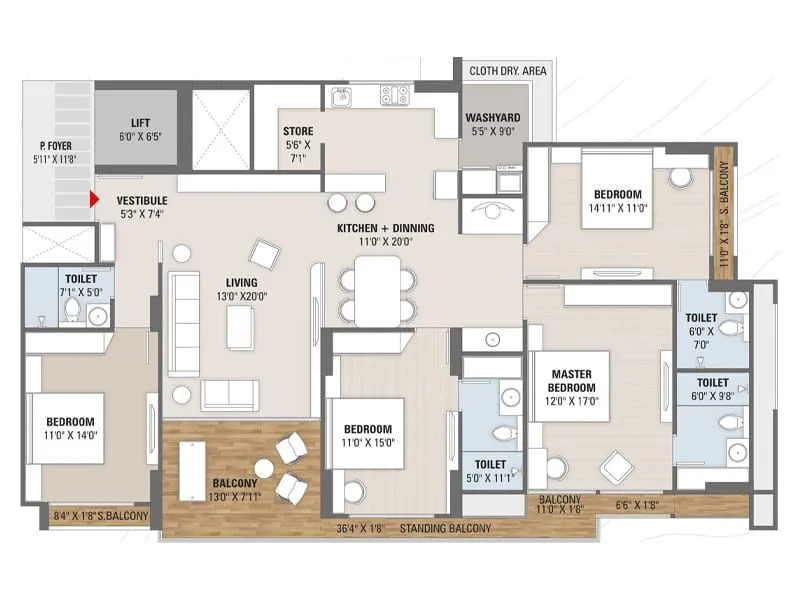 CLOTH DRY. AREA
LIFT
6'0" X 6'5"
STORE
5'6" X
7'1"
WASHYARD
5'5" X 9'0"
P. FOYER
5'11" X 11'8"
VESTIBULE
5'3" X 7'4"
KITCHEN + DINNING
11'0" X 20'0"
BEDROOM
14'11" X 11'0"
11'0" X 1'8" S. BALCONY
TOILET
7'1" X 5'0"
LIVING
13'0" X20'0"
TOILET
6'0" X
7'0"
MASTER
BEDROOM
12'0" X 17'0"
TOILET
6'0" X 9'8"
BEDROOM
11'0" X 14'0"
BEDROOM
11'0" X 15'0"
TOILET
5'0" X 11'1"
BALCONY
13'0" X 7'11"
8'4" X 1'8" S.BALCONY
36'4" X 1'8" STANDING BALCONY
BALCONY
11'0" X 1'8"
6'6" X 1'8"